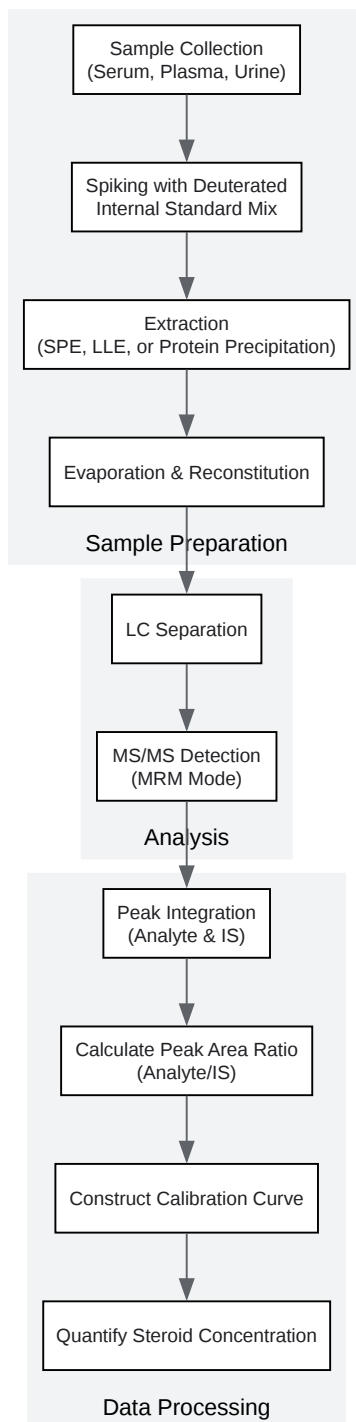 Sample Collection
(Serum, Plasma, Urine)
Spiking with Deuterated
Internal Standard Mix
Extraction
(SPE, LLE, or Protein Precipitation)
Evaporation & Reconstitution
Sample Preparation
LC Separation
MS/MS Detection
(MRM Mode)
Analysis
Peak Integration
(Analyte & IS)
Calculate Peak Area Ratio
(Analyte/IS)
Construct Calibration Curve
Quantify Steroid Concentration
Data Processing